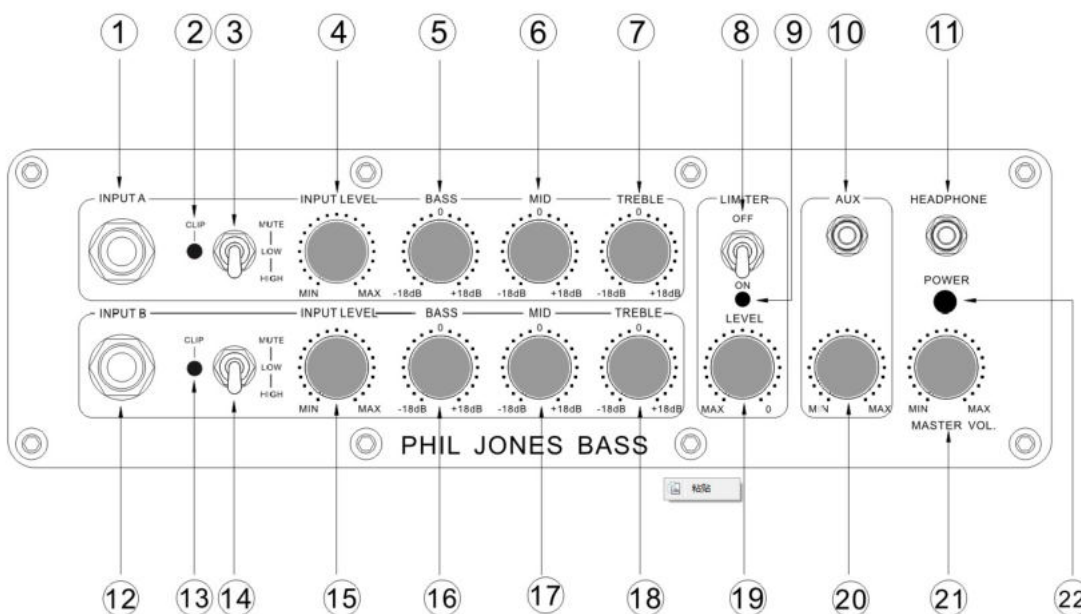 1 2 3 4 5 6 7 8 9 10 11
INPUT A INPUT LEVEL BASS MID TREBLE LIMITER AUX HEADPHONE
0 0 0 OFF
CLIP MUTE
LOW
HIGH
POWER
ON
MIN MAX -18dB +18dB -18dB +18dB -18dB +18dB
INPUT B INPUT LEVEL BASS MID TREBLE LEVEL
0 0 0
CLIP MUTE
LOW
HIGH
MIN MAX -18dB +18dB -18dB +18dB -18dB +18dB MAX 0 MIN MAX MIN MAX
MASTER VOL.
PHIL JONES BASS
粘贴
12 13 14 15 16 17 18 19 20 21 22